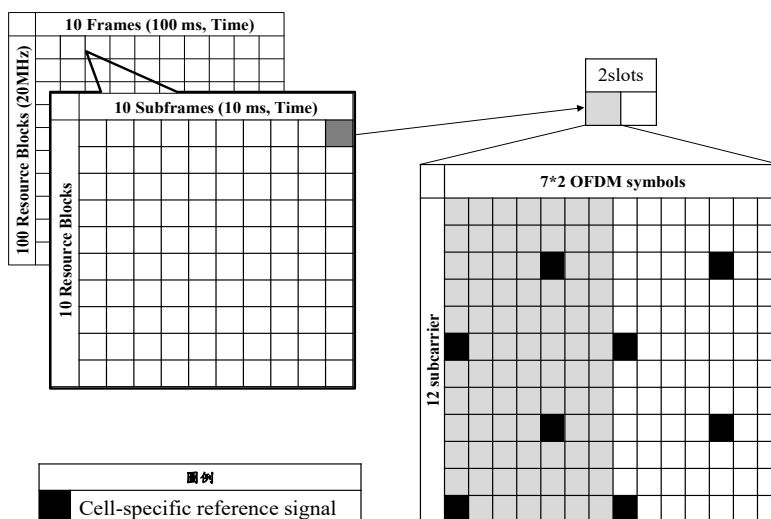 10 Frames (100 ms, Time)
100 Resource Blocks (20MHz)
10 Subframes (10 ms, Time)
10 Resource Blocks
2slots
7*2 OFDM symbols
12 subcarrier
圖例
Cell-specific reference signal